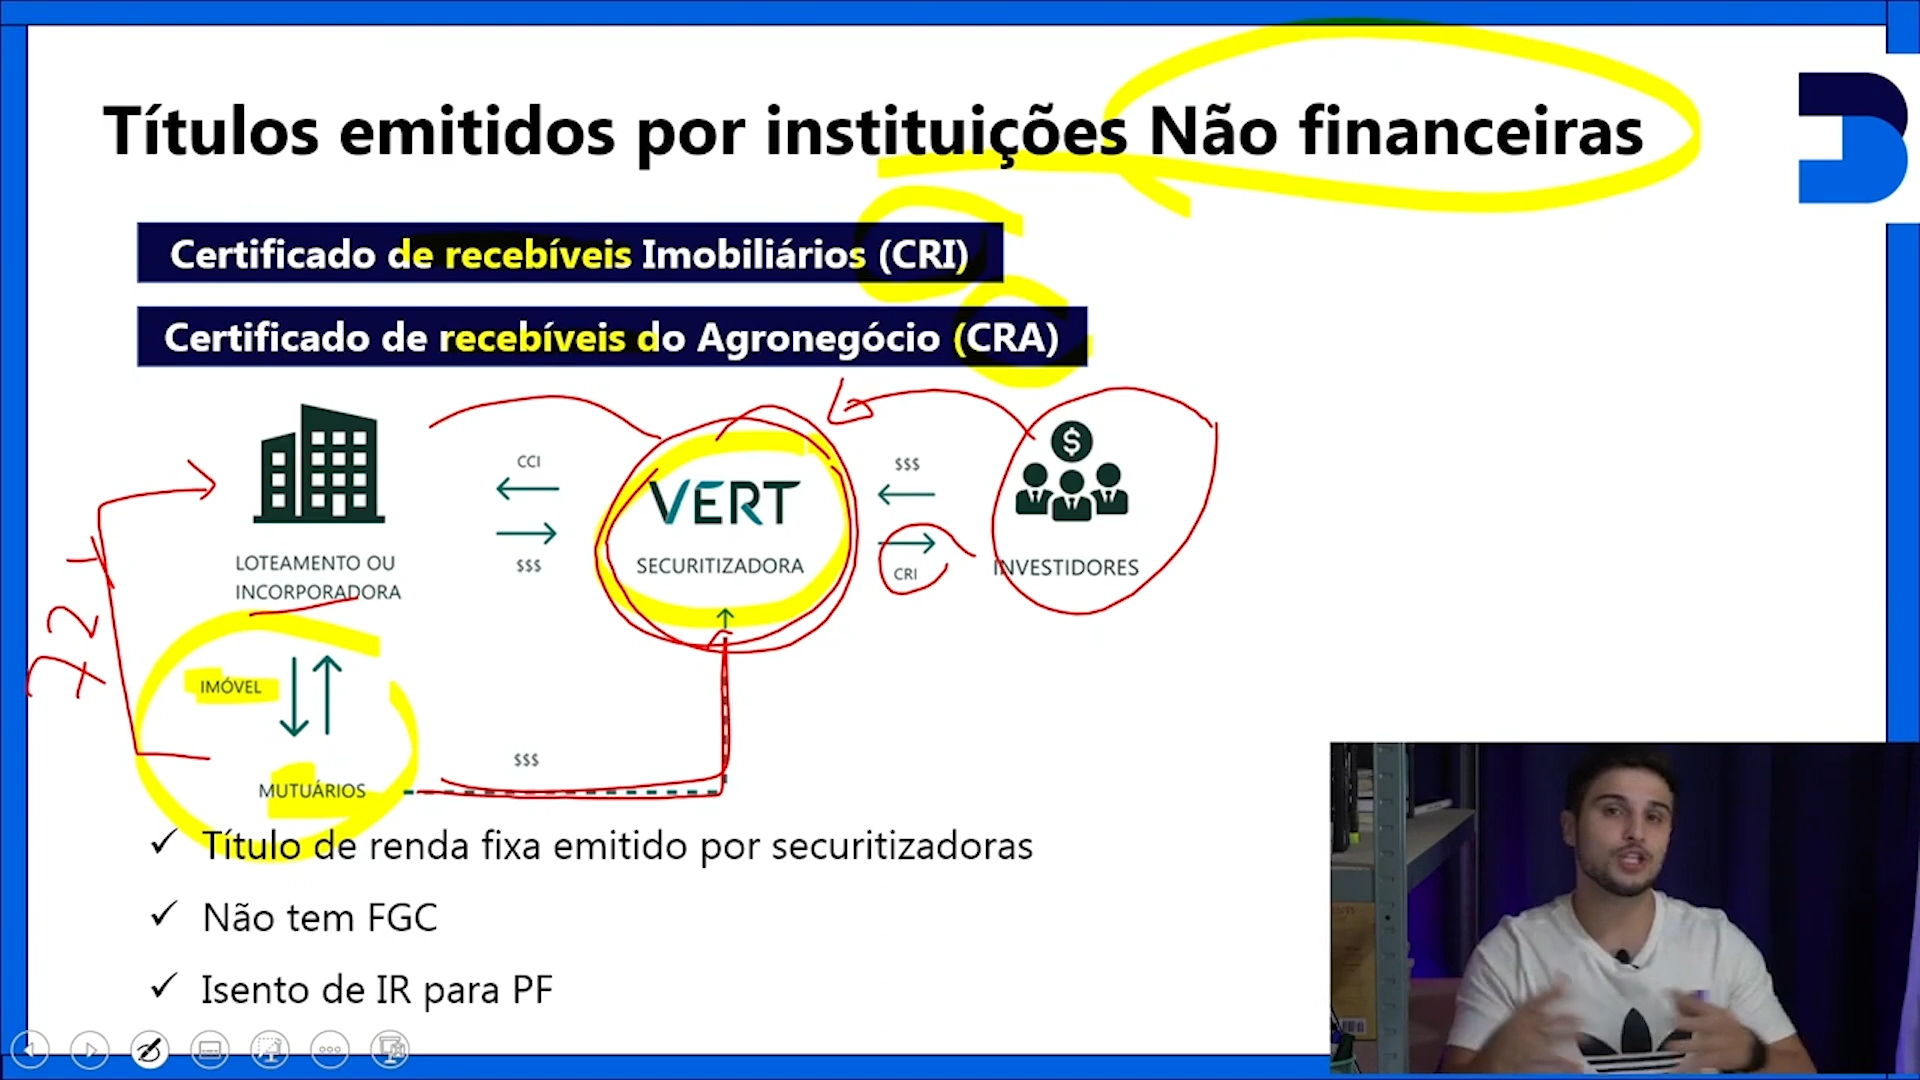 Títulos emitidos por instituições Não financeiras
Certificado de recebíveis Imobiliários (CRI)
Certificado de recebíveis do Agronegócio (CRA)
CCI
$$$
VERT
SECURITIZADORA
$$$
CRI
$
INVESTIDORES
LOTEAMENTO OU
INCORPORADORA
72x
IMÓVEL
MUTUÁRIOS
$$$
✓ Título de renda fixa emitido por securitizadoras
✓ Não tem FGC
✓ Isento de IR para PF